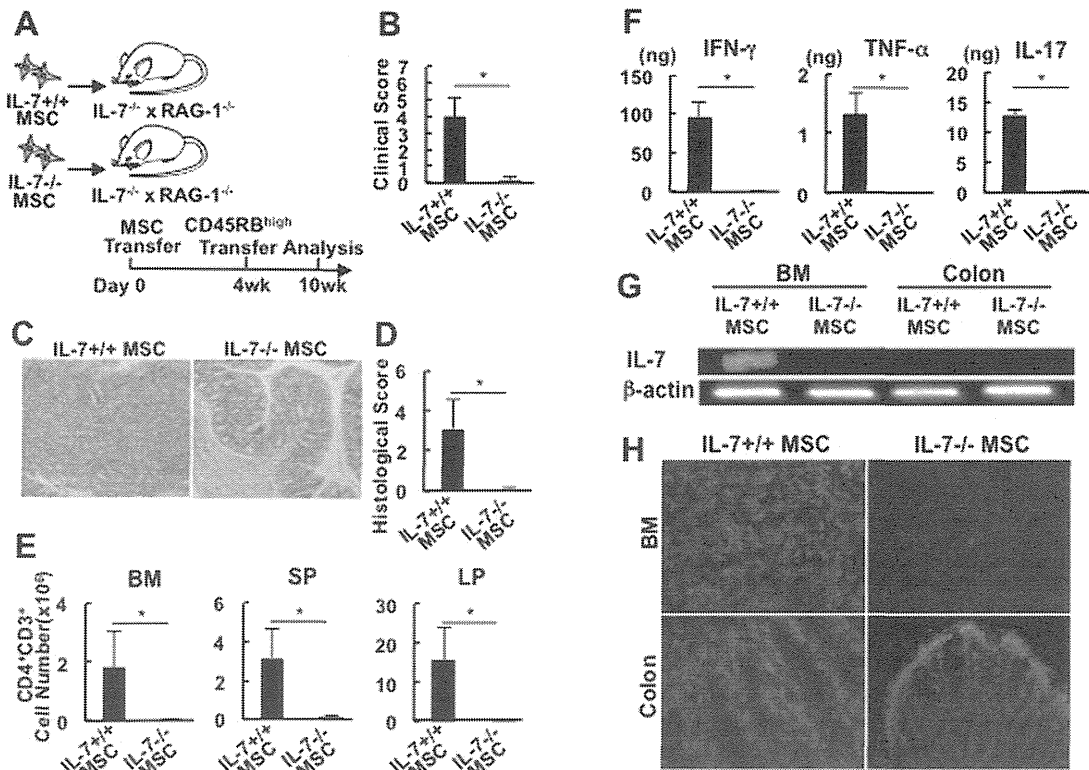 A
IL-7+/+
MSC
IL-7-/- x RAG-1-/-
IL-7-/-
MSC
IL-7-/- x RAG-1-/-
MSC CD45RBhigh
Transfer Transfer Analysis
Day 0 4wk 10wk
B
Clinical Score
7
6
5
4
3
2
1
0
*
IL-7+/+
MSC
IL-7-/-
MSC
C
IL-7+/+ MSC IL-7-/- MSC
D
Histological Score
6
4
2
0
*
IL-7+/+
MSC
IL-7-/-
MSC
E
CD4+CD3+
Cell Number(x10⁶)
BM
4
2
0
*
IL-7+/+
MSC
IL-7-/-
MSC
SP
6
4
2
0
*
IL-7+/+
MSC
IL-7-/-
MSC
LP
30
20
10
0
*
IL-7+/+
MSC
IL-7-/-
MSC
F
IFN-γ
(ng)
150
100
50
0
*
IL-7+/+
MSC
IL-7-/-
MSC
TNF-α
(ng)
2
1
0
*
IL-7+/+
MSC
IL-7-/-
MSC
IL-17
(ng)
20
15
10
5
0
*
IL-7+/+
MSC
IL-7-/-
MSC
G
BM Colon
IL-7+/+ IL-7-/- IL-7+/+ IL-7-/-
MSC MSC MSC MSC
IL-7
β-actin
H
IL-7+/+ MSC IL-7-/- MSC
BM
Colon